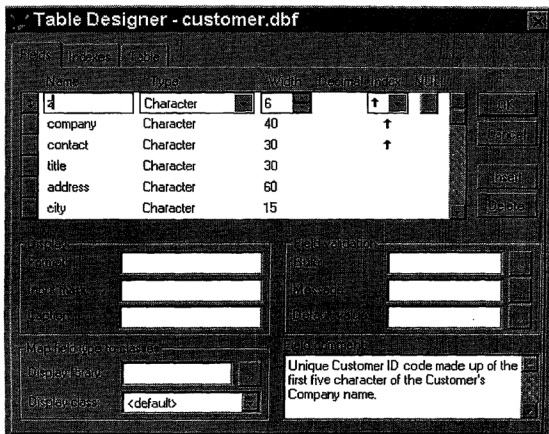 Table Designer - customer.dbf
Fields Indexes Table
Name Type Width Decimal Index NULL
a Character 6 ↑ OK
company Character 40 ↑ Cancel
contact Character 30 ↑
title Character 30 Insert
address Character 60 Delete
city Character 15
Display Field validation
Format: Rule:
Input mask: Message:
Caption: Default value:
Map field type to classes Field comment:
Display library: Unique Customer ID code made up of the
first five character of the Customer's
Company name.
Display class: <default>